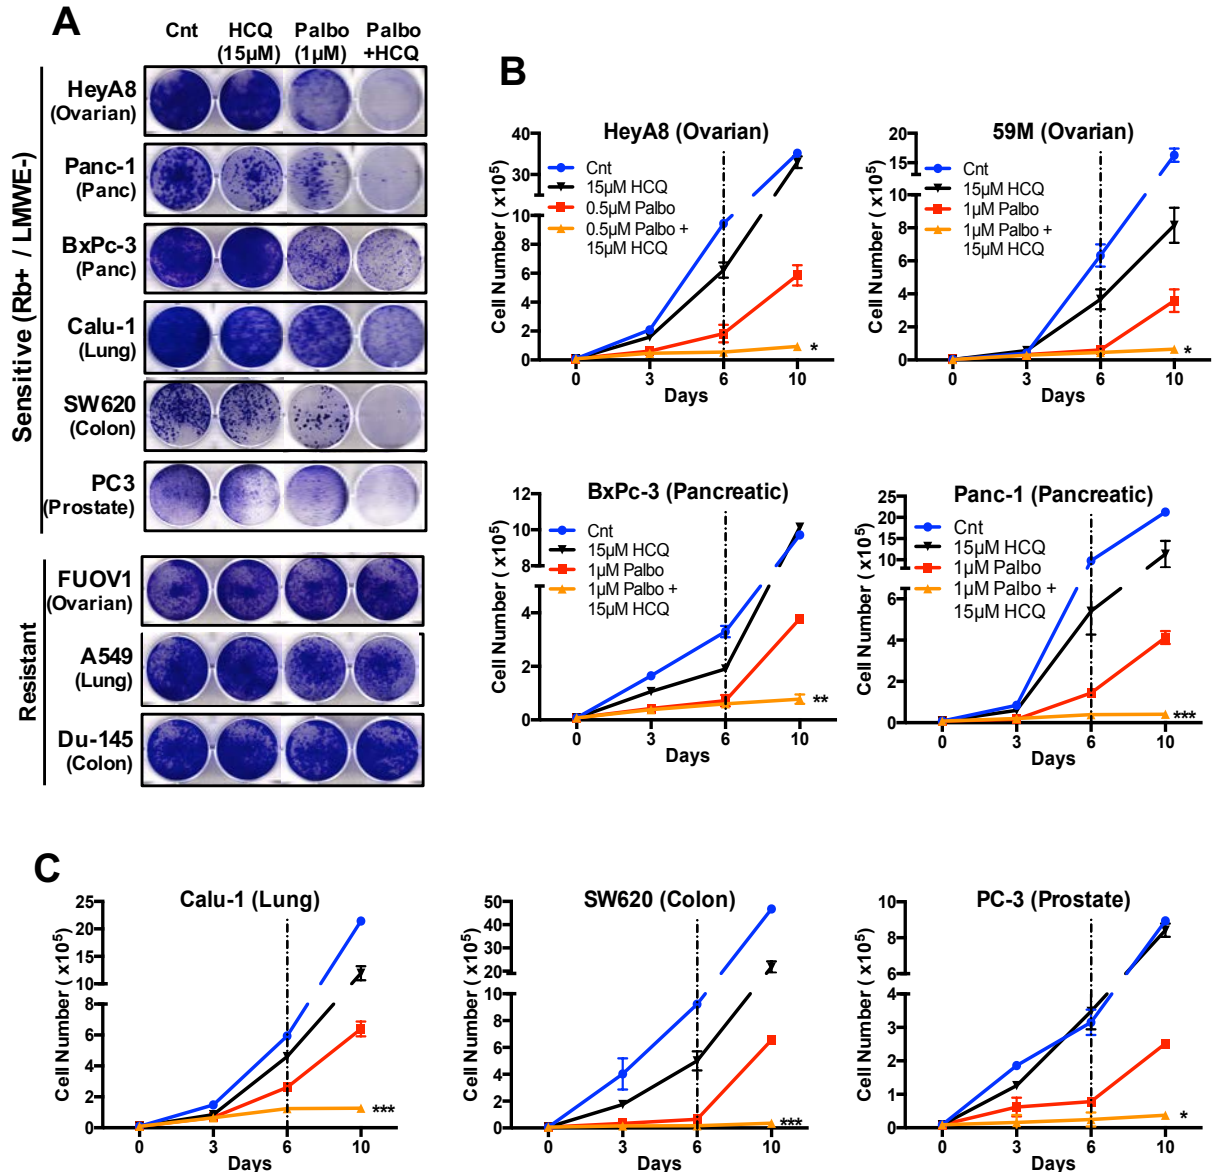 A
Cnt HCQ Palbo Palbo
(15µM) (1µM) +HCQ
Sensitive (Rb+ / LMWE-)
HeyA8
(Ovarian)
Panc-1
(Panc)
BxPc-3
(Panc)
Calu-1
(Lung)
SW620
(Colon)
PC3
(Prostate)
Resistant
FUOV1
(Ovarian)
A549
(Lung)
Du-145
(Colon)
B
HeyA8 (Ovarian)
Cell Number ( x10⁵)
40
30
10
8
6
4
2
0
Cnt
15µM HCQ
0.5µM Palbo
0.5µM Palbo +
15µM HCQ
*
0 3 6 10
Days
59M (Ovarian)
Cell Number ( x10⁵)
20
15
10
8
6
4
2
0
Cnt
15µM HCQ
1µM Palbo
1µM Palbo +
15µM HCQ
*
0 3 6 10
Days
BxPc-3 (Pancreatic)
Cell Number ( x10⁵)
12
10
8
4
2
0
Cnt
15µM HCQ
1µM Palbo
1µM Palbo +
15µM HCQ
**
0 3 6 10
Days
Panc-1 (Pancreatic)
Cell Number ( x10⁵)
25
20
15
10
6
4
2
0
Cnt
15µM HCQ
1µM Palbo
1µM Palbo +
15µM HCQ
***
0 3 6 10
Days
C
Calu-1 (Lung)
Cell Number ( x10⁵)
25
20
15
10
8
6
4
2
0
***
0 3 6 10
Days
SW620 (Colon)
Cell Number ( x10⁵)
50
40
30
20
10
8
6
4
2
0
***
0 3 6 10
Days
PC-3 (Prostate)
Cell Number ( x10⁵)
10
8
6
4
3
2
1
0
*
0 3 6 10
Days